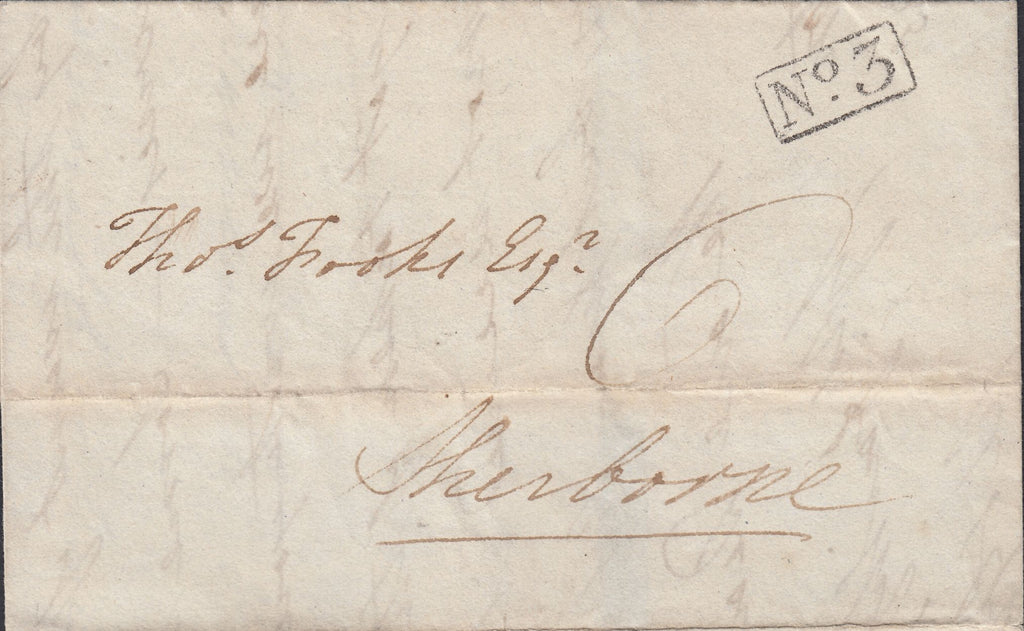 No. 3
Thos. Fooks Esqr.
6
Sherborne